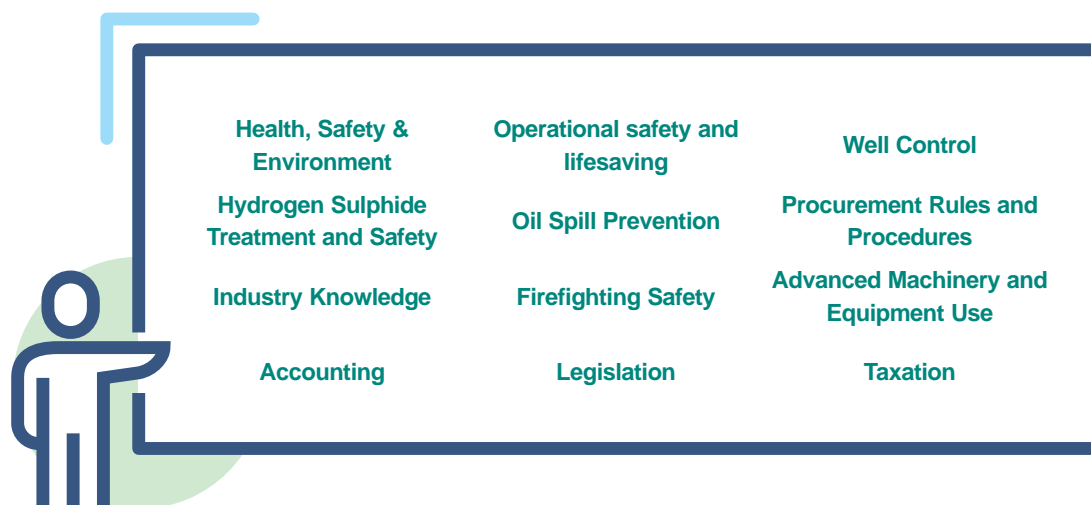 Health, Safety &
Environment
Operational safety and
lifesaving
Well Control
Hydrogen Sulphide
Treatment and Safety
Oil Spill Prevention
Procurement Rules and
Procedures
Industry Knowledge
Firefighting Safety
Advanced Machinery and
Equipment Use
Accounting
Legislation
Taxation